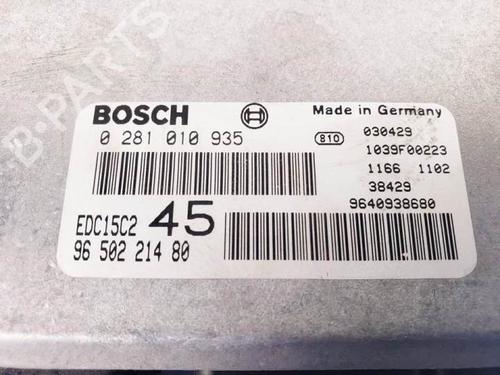 B-PARTS
BOSCH
Made in Germany
0 281 010 935
810
030429
1039F00223
1166 1102
38429
9640938680
EDC15C2 45
96 502 214 80